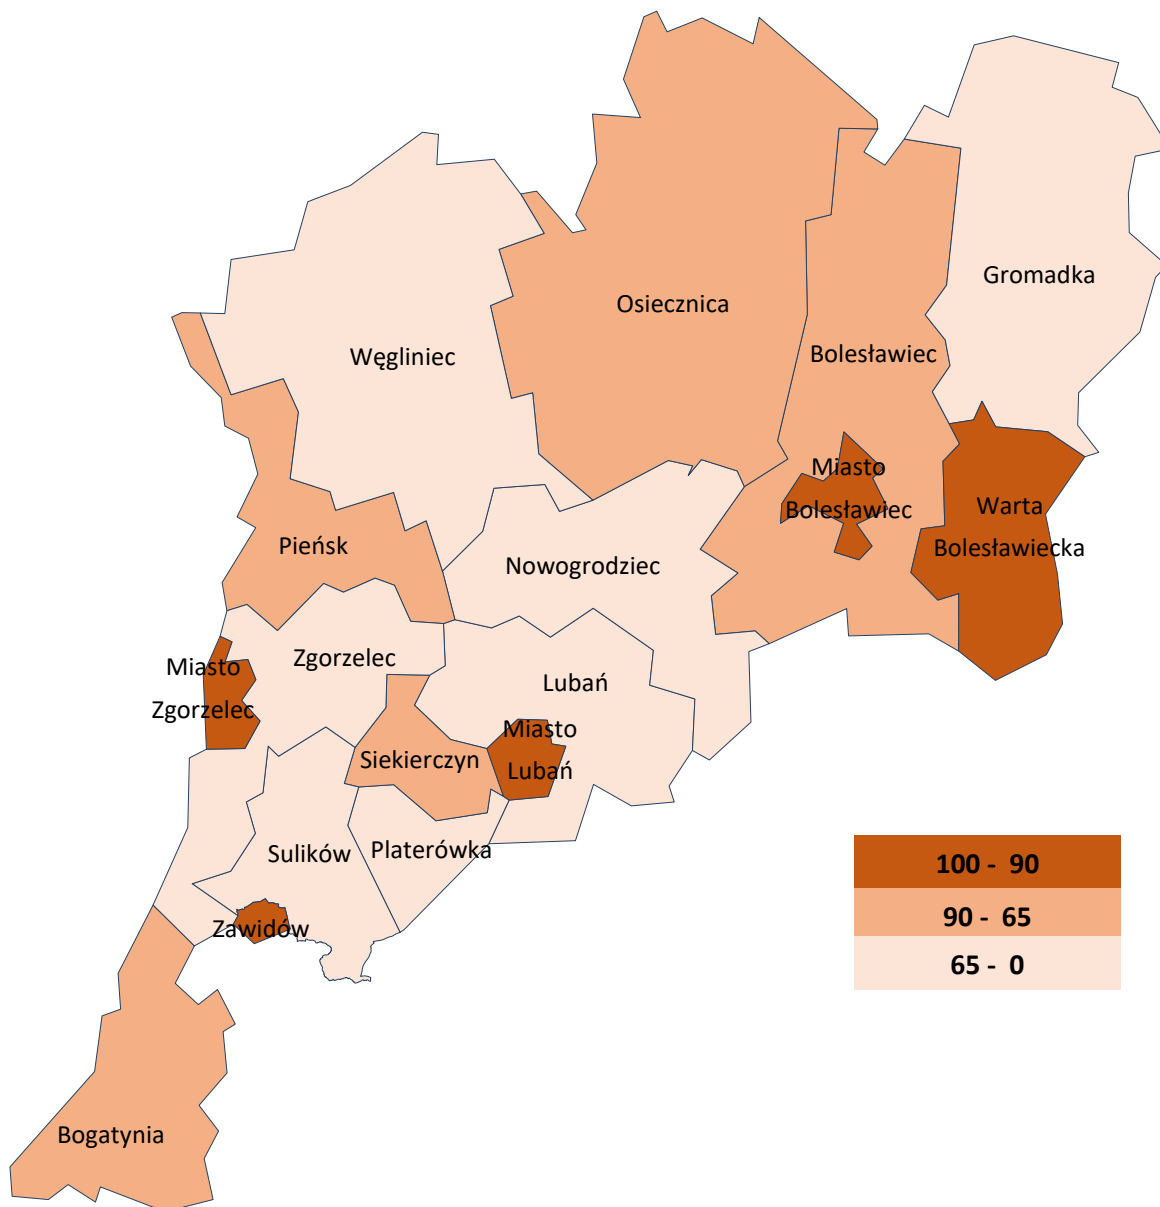 Gromadka
Osiecznica
Bolesławiec
Węgliniec
Miasto
Bolesławiec
Warta
Bolesławiecka
Pieńsk
Nowogrodziec
Zgorzelec
Miasto
Zgorzelec
Lubań
Miasto
Lubań
Siekierczyn
Sulików
Platerówka
Zawidów
Bogatynia
100 - 90
90 - 65
65 - 0